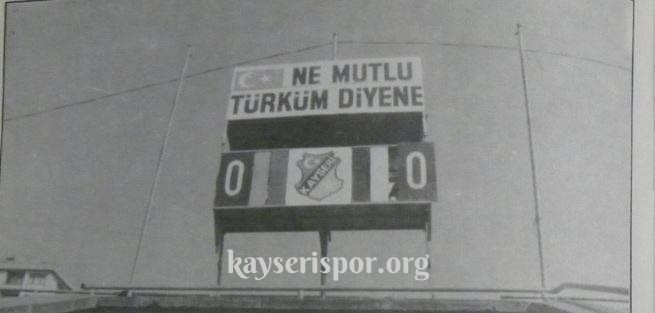 NE MUTLU
TÜRKÜM DİYENE
0 KAYSERİ 0
kayserispor.org